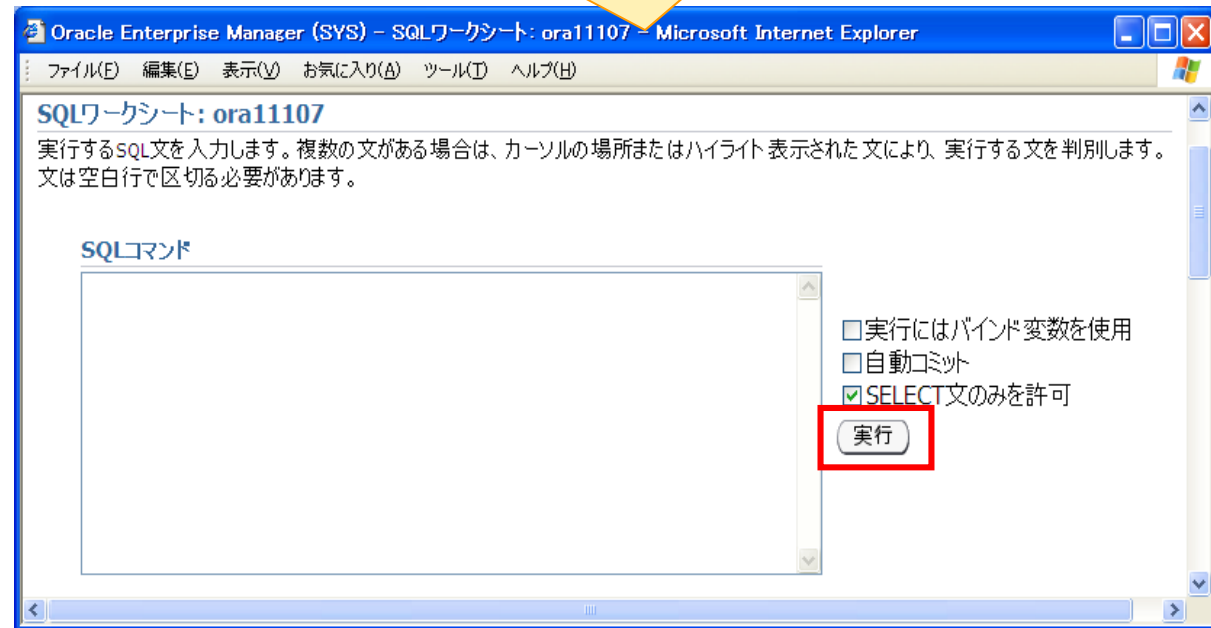 Oracle Enterprise Manager (SYS) - SQLワークシート: ora11107 - Microsoft Internet Explorer
ファイル(F) 編集(E) 表示(V) お気に入り(A) ツール(T) ヘルプ(H)
SQLワークシート: ora11107
実行するSQL文を入力します。複数の文がある場合は、カーソルの場所またはハイライト表示された文により、実行する文を判別します。
文は空白行で区切る必要があります。
SQLコマンド
実行にはバインド変数を使用
自動コミット
SELECT文のみを許可
実行